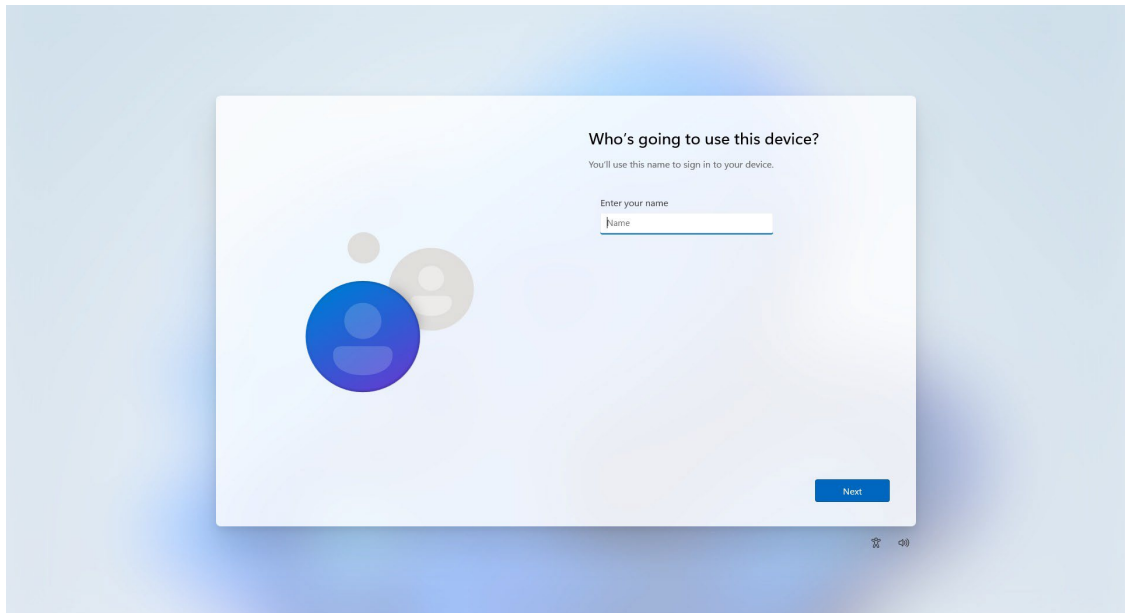 Who's going to use this device?
You'll use this name to sign in to your device.
Enter your name
Name
Next